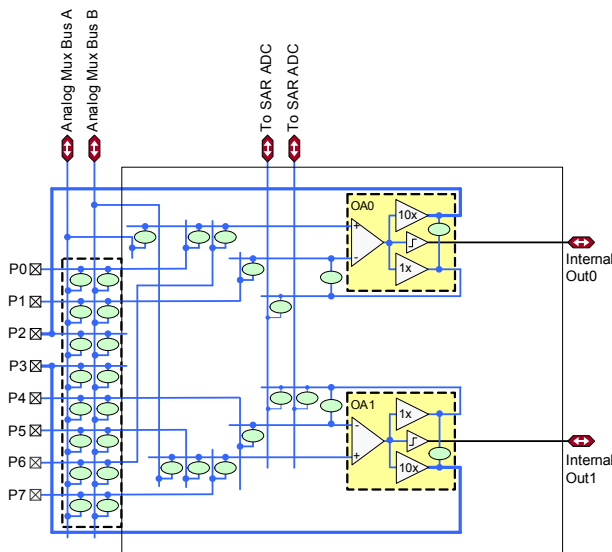 Analog Mux Bus A
Analog Mux Bus B
To SAR ADC
To SAR ADC
OA0
+
10x
-
1x
Internal
Out0
P0
P1
P2
P3
P4
P5
P6
P7
OA1
1x
-
+
10x
Internal
Out1